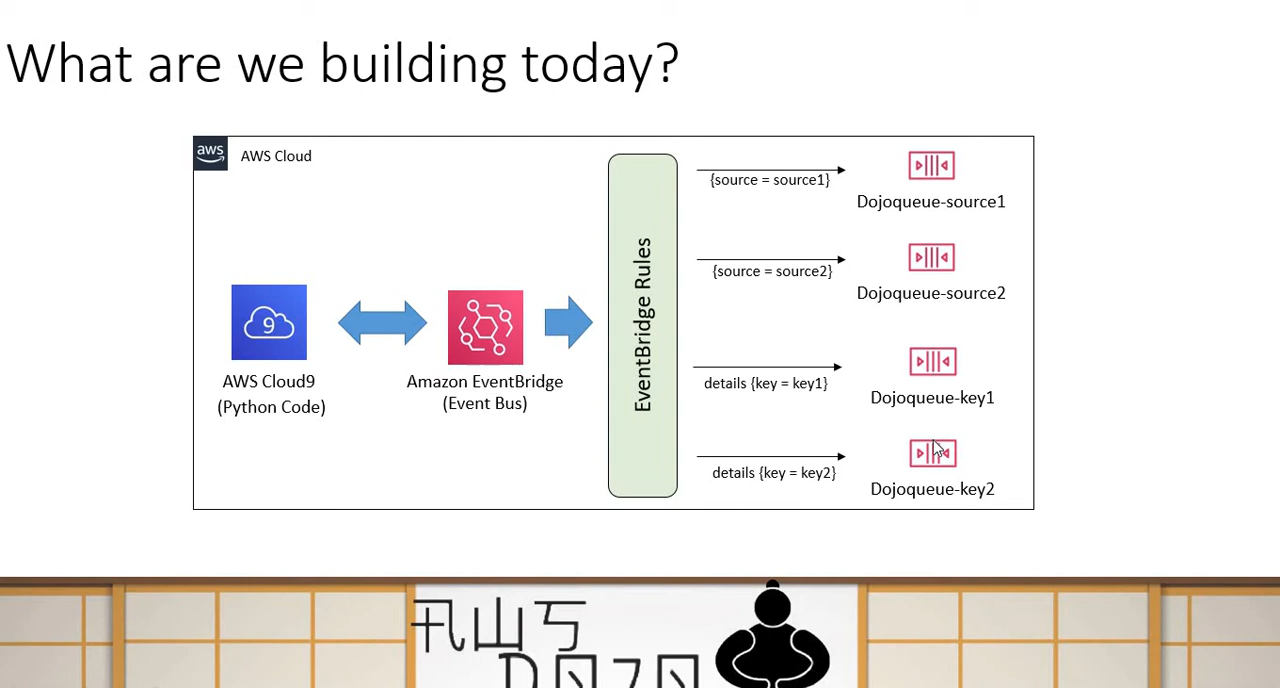 What are we building today?
aws
AWS Cloud
{source = source1}
Dojoqueue-source1
{source = source2}
Dojoqueue-source2
EventBridge Rules
9
AWS Cloud9
(Python Code)
Amazon EventBridge
(Event Bus)
details {key = key1}
Dojoqueue-key1
details {key = key2}
Dojoqueue-key2